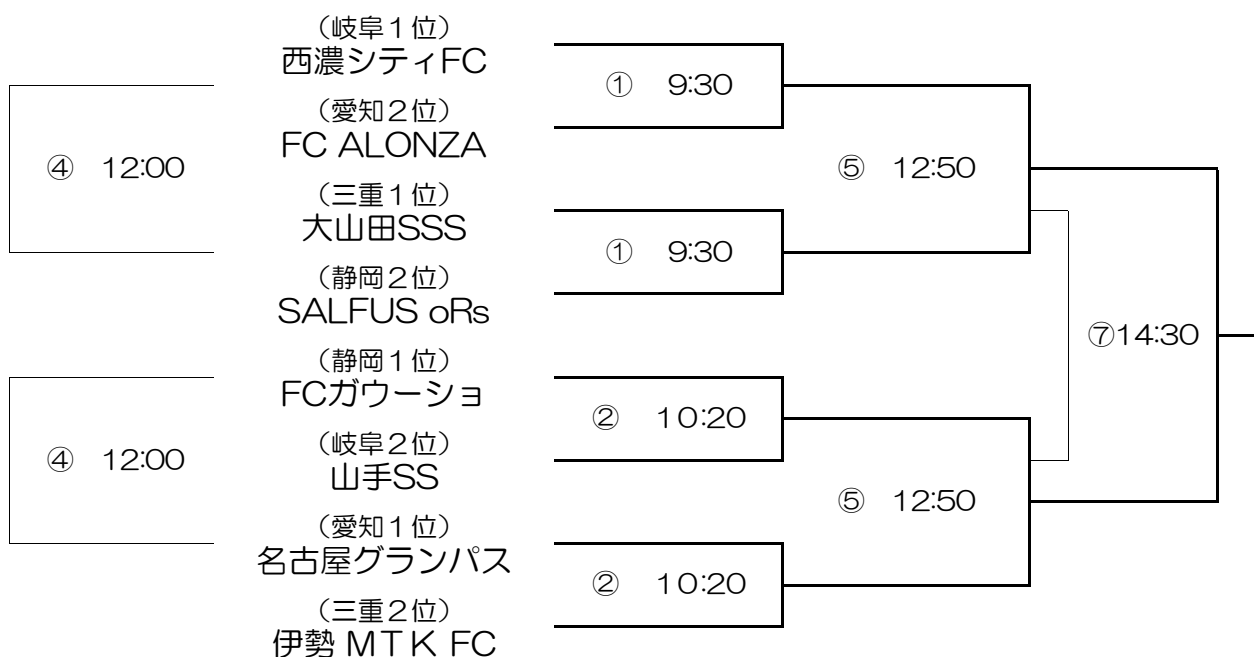 （岐阜１位）
西濃シティFC
① 9:30
（愛知２位）
FC ALONZA
④ 12:00
⑤ 12:50
（三重１位）
大山田SSS
① 9:30
（静岡２位）
SALFUS oRs
⑦14:30
（静岡１位）
FCガウーショ
② １０:20
（岐阜２位）
山手SS
④ 12:00
⑤ 12:50
（愛知１位）
名古屋グランパス
② １０:20
（三重２位）
伊勢 ＭＴＫ FC